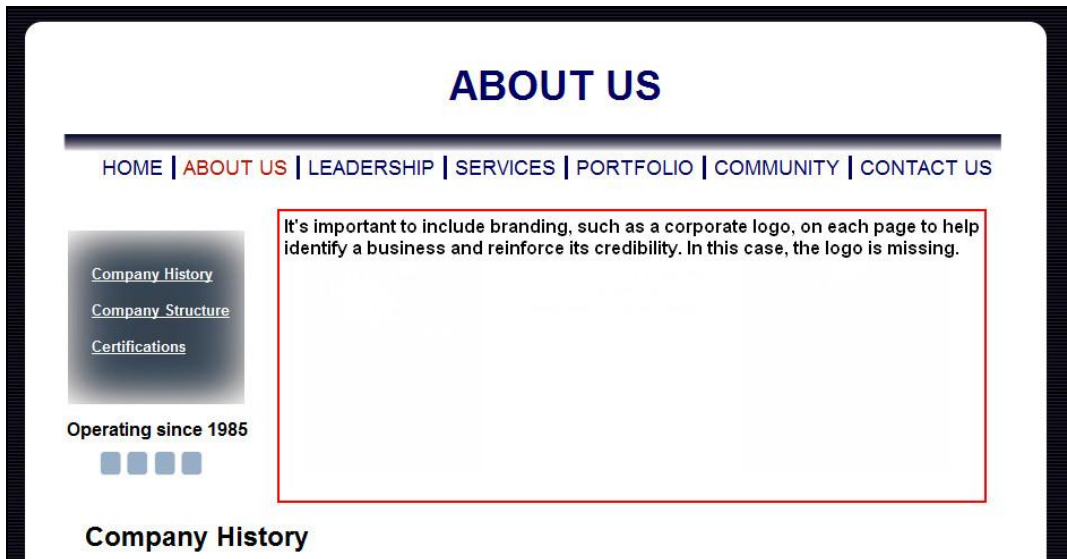 ABOUT US
HOME | ABOUT US | LEADERSHIP | SERVICES | PORTFOLIO | COMMUNITY | CONTACT US
It's important to include branding, such as a corporate logo, on each page to help
identify a business and reinforce its credibility. In this case, the logo is missing.
Company History
Company Structure
Certifications
Operating since 1985
Company History